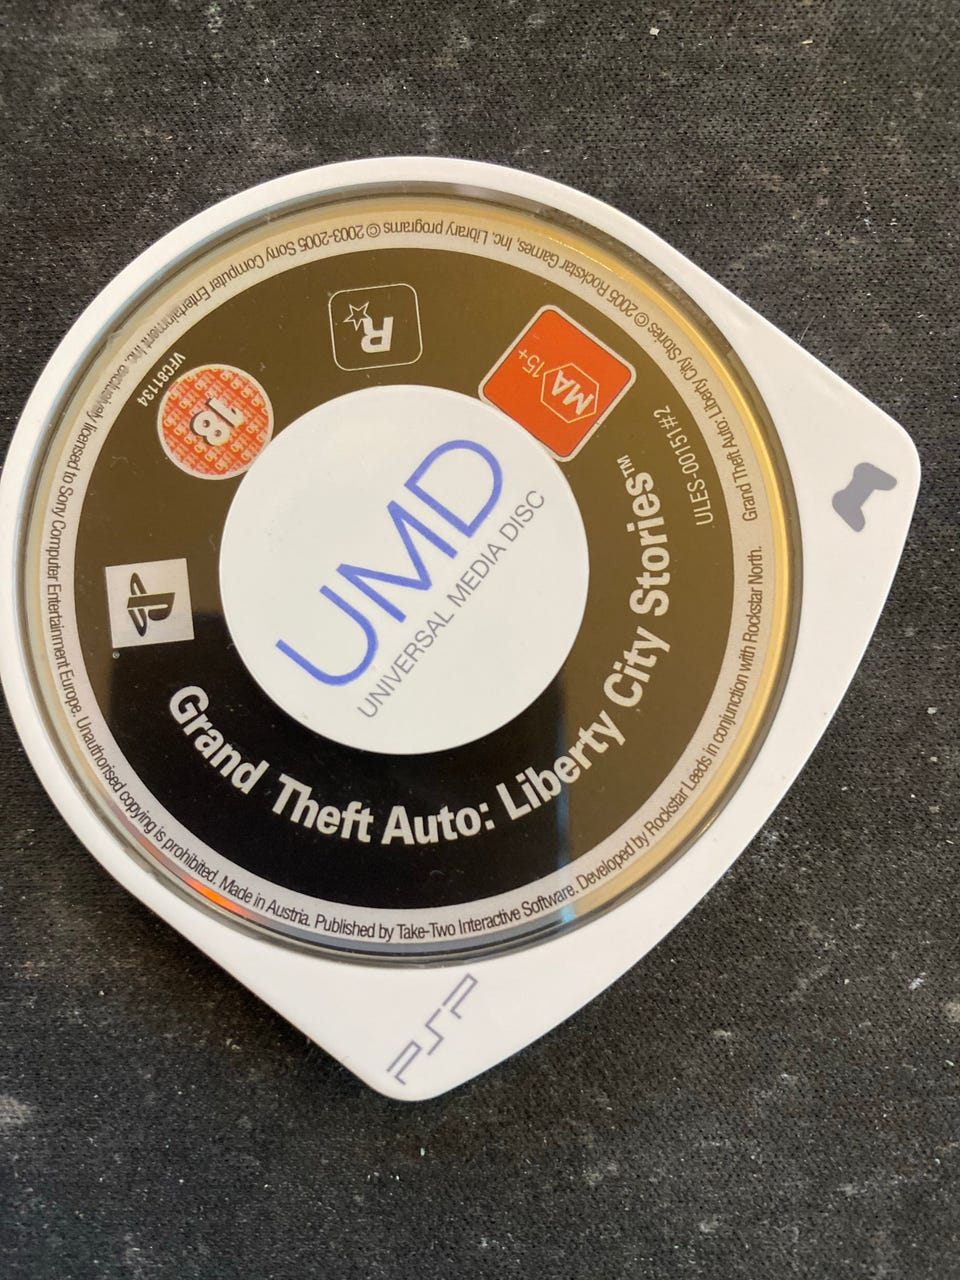 UMD
UNIVERSAL MEDIA DISC
Grand Theft Auto: Liberty City Stories™
ULES-00151#2
MA 15+
R
18
VFC81134
Grand Theft Auto: Liberty City Stories © 2005 Rockstar Games, Inc. Library programs © 2003-2005 Sony Computer Entertainment Inc. exclusively licensed to Sony Computer Entertainment Europe. Unauthorised copying is prohibited. Made in Austria. Published by Take-Two Interactive Software. Developed by Rockstar Leeds in conjunction with Rockstar North.
PSP